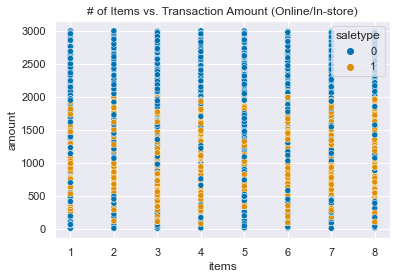 # of Items vs. Transaction Amount (Online/In-store)
saletype
0
1
3000
2500
2000
1500
1000
500
0
amount
1 2 3 4 5 6 7 8
items